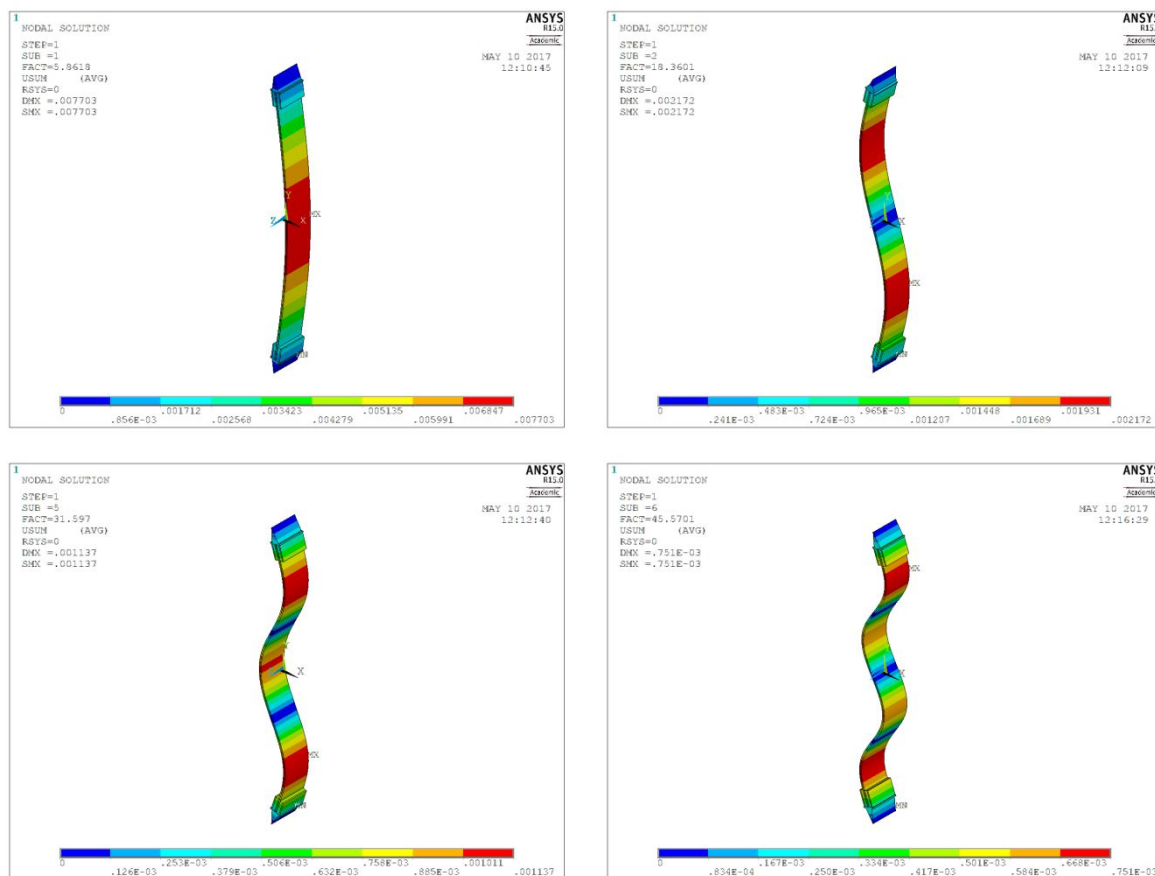 1
NODAL SOLUTION
STEP=1
SUB =1
FACT=5.8618
USUM (AVG)
RSYS=0
DMX =.007703
SMX =.007703
ANSYS
R15.0
Academic
MAY 10 2017
12:10:45
Y
Z X MX
MN
0 .001712 .003423 .005135 .006847
.856E-03 .002568 .004279 .005991 .007703
1
NODAL SOLUTION
STEP=1
SUB =2
FACT=18.3601
USUM (AVG)
RSYS=0
DMX =.002172
SMX =.002172
ANSYS
R15.0
Academic
MAY 10 2017
12:12:09
Y
X
MX
MN
0 .483E-03 .965E-03 .001448 .001931
.241E-03 .724E-03 .001207 .001689 .002172
1
NODAL SOLUTION
STEP=1
SUB =5
FACT=31.597
USUM (AVG)
RSYS=0
DMX =.001137
SMX =.001137
ANSYS
R15.0
Academic
MAY 10 2017
12:12:40
Y
X
MX
MN
0 .253E-03 .506E-03 .758E-03 .001011
.126E-03 .379E-03 .632E-03 .885E-03 .001137
1
NODAL SOLUTION
STEP=1
SUB =6
FACT=45.5701
USUM (AVG)
RSYS=0
DMX =.751E-03
SMX =.751E-03
ANSYS
R15.0
Academic
MAY 10 2017
12:16:29
MX
X
MN
0 .167E-03 .334E-03 .501E-03 .668E-03
.834E-04 .250E-03 .417E-03 .584E-03 .751E-03